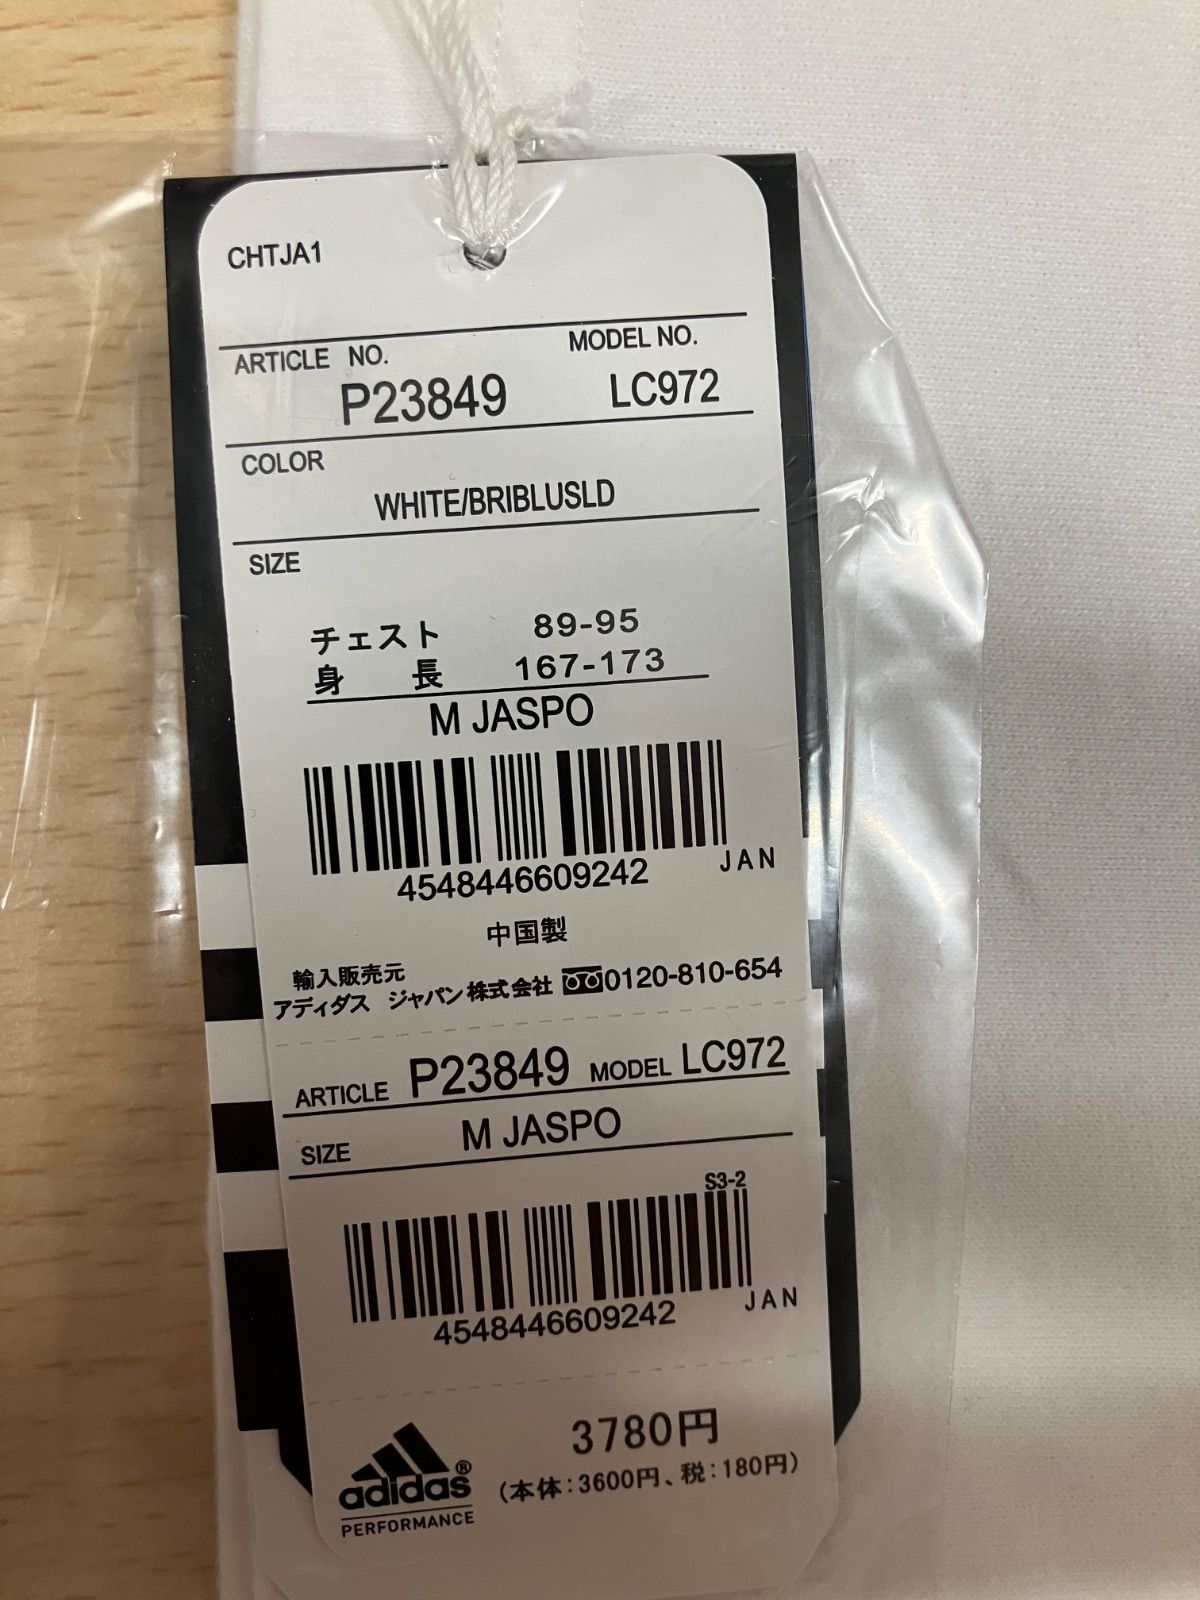 CHTJA1
ARTICLE NO. MODEL NO.
P23849 LC972
COLOR
WHITE/BRIBLUSLD
SIZE
チェスト 89-95
身長 167-173
M JASPO
4548446609242 JAN
中国製
輸入販売元
アディダス ジャパン株式会社 0120-810-654
ARTICLE P23849 MODEL LC972
SIZE M JASPO
S3-2
4548446609242 JAN
3780円
(本体:3600円、税:180円)
adidas®
PERFORMANCE